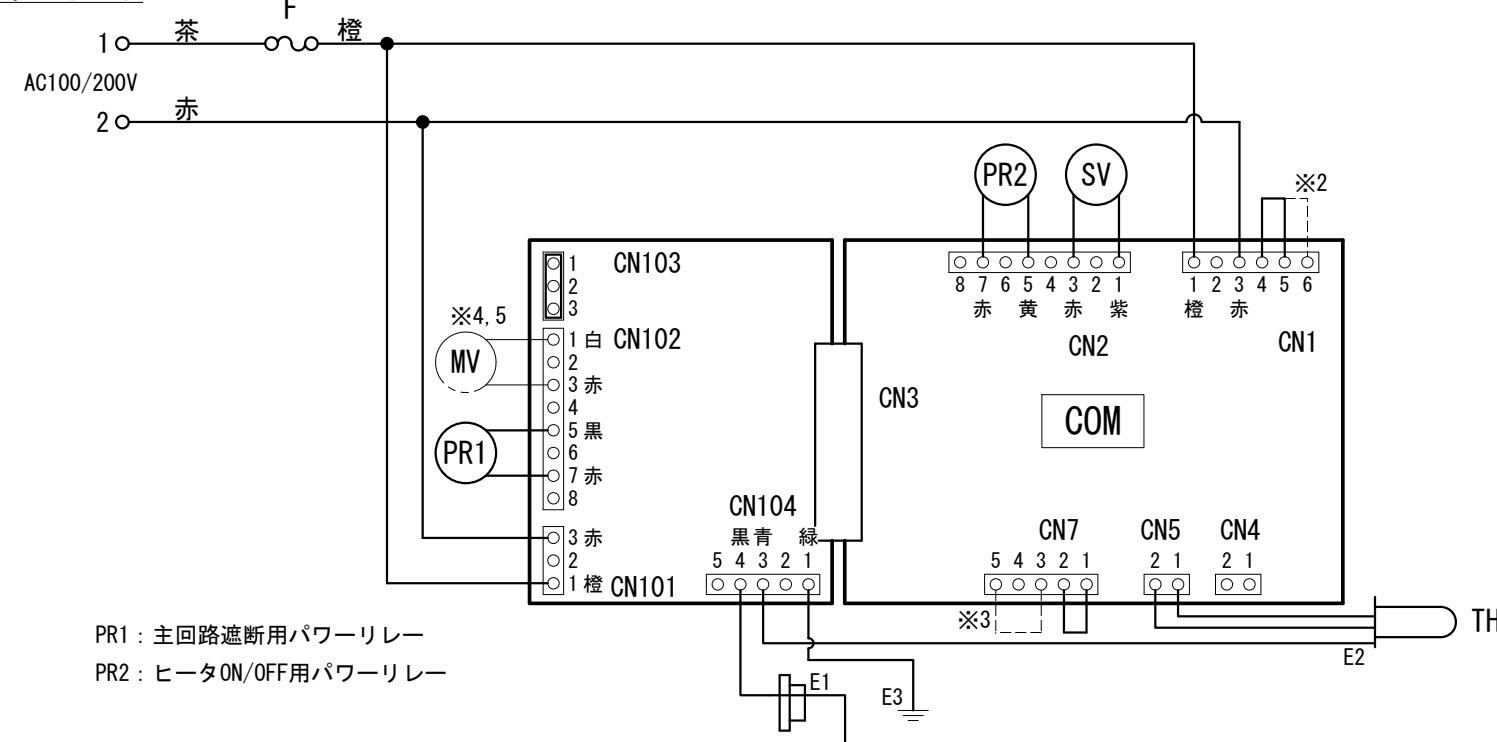 F
1 茶 橙
AC100/200V
2 赤
PR2 SV ※2
8 7 6 5 4 3 2 1
赤 黄 赤 紫
CN2
1 2 3 4 5 6
橙 赤
CN1
1 CN103
2
3
※4,5
MV
1 白 CN102
2
3 赤
4
5 黒
PR1
6
7 赤
8
3 赤
2
1 橙 CN101
CN3
COM
CN104
黒 青 緑
5 4 3 2 1
CN7
5 4 3 2 1
CN5
2 1
CN4
2 1
※3
TH
E2
E1
E3
PR1：主回路遮断用パワーリレー
PR2：ヒータON/OFF用パワーリレー